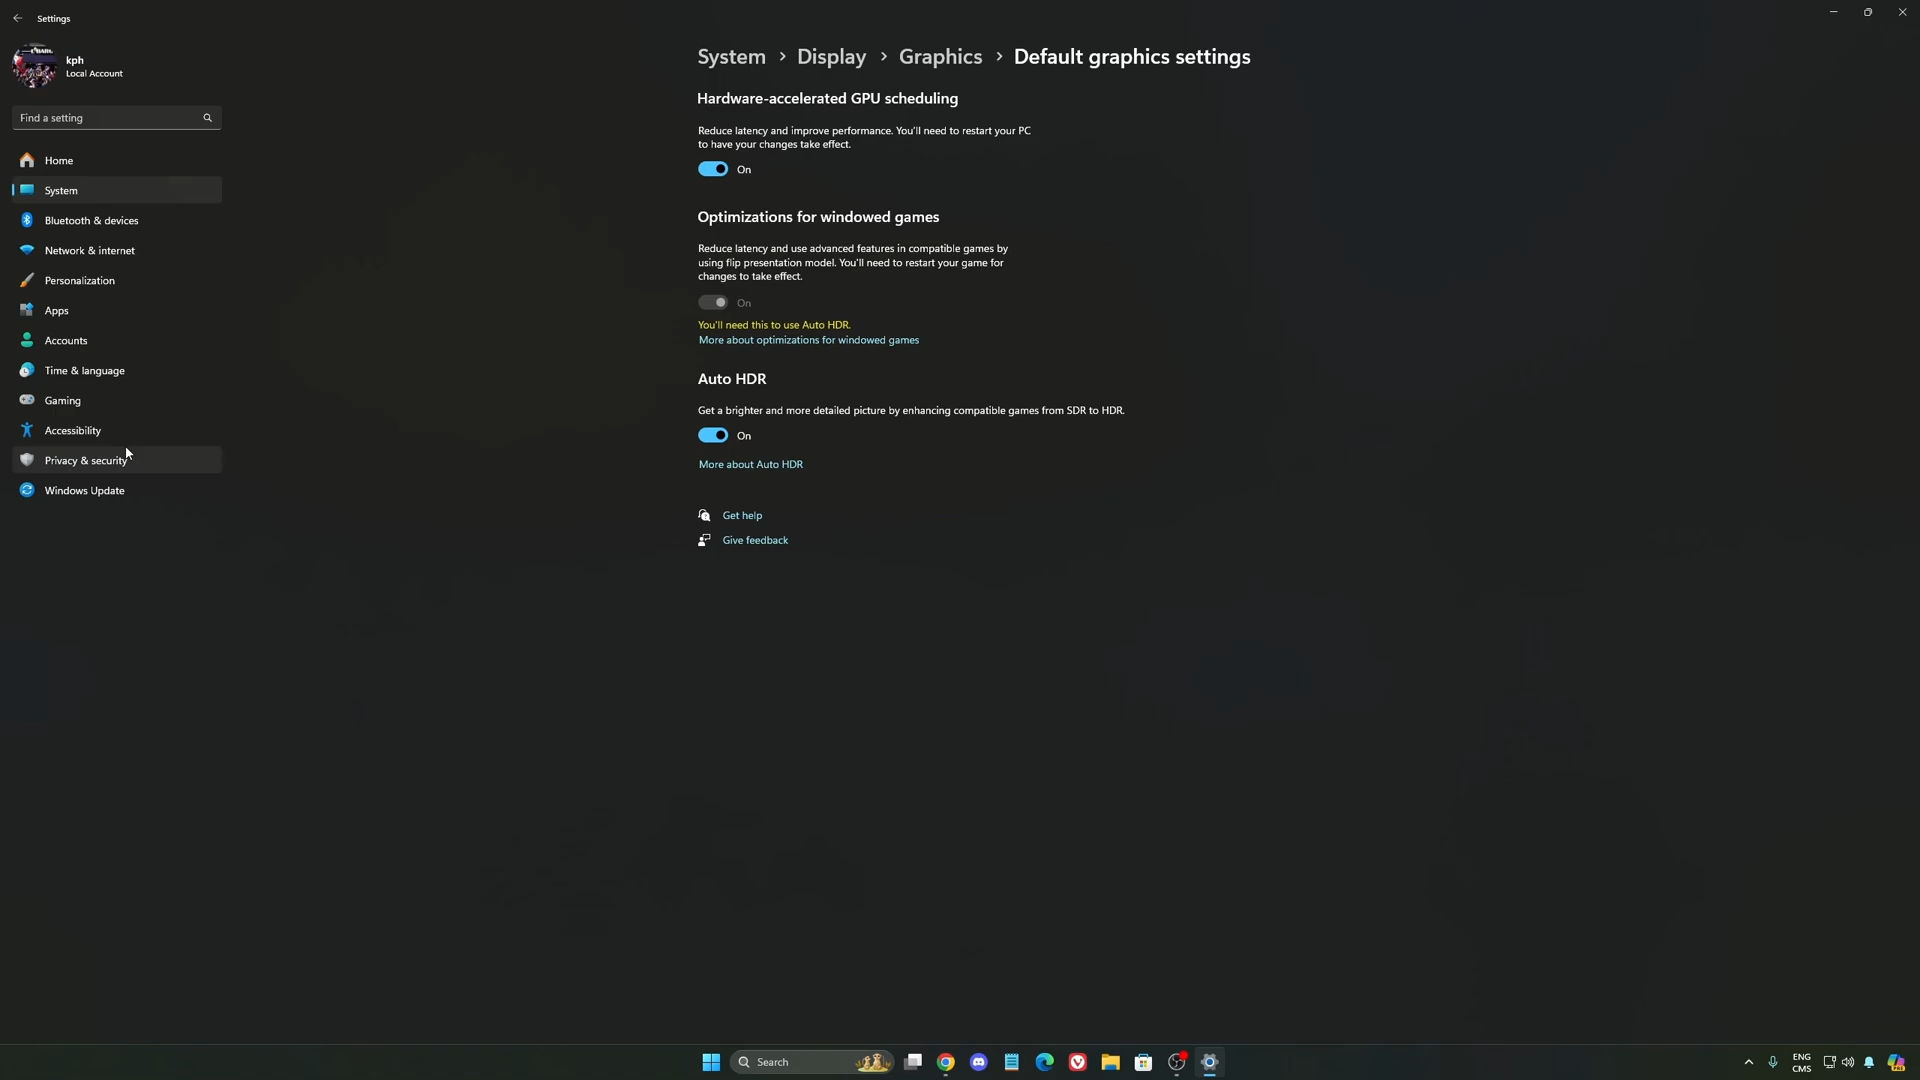 Settings
kph
Local Account
Find a setting
Home
System
Bluetooth & devices
Network & internet
Personalization
Apps
Accounts
Time & language
Gaming
Accessibility
Privacy & security
Windows Update
System > Display > Graphics > Default graphics settings
Hardware-accelerated GPU scheduling
Reduce latency and improve performance. You'll need to restart your PC
to have your changes take effect.
On
Optimizations for windowed games
Reduce latency and use advanced features in compatible games by
using flip presentation model. You'll need to restart your game for
changes to take effect.
On
You'll need this to use Auto HDR.
More about optimizations for windowed games
Auto HDR
Get a brighter and more detailed picture by enhancing compatible games from SDR to HDR.
On
More about Auto HDR
Get help
Give feedback
Search
ENG
CMS